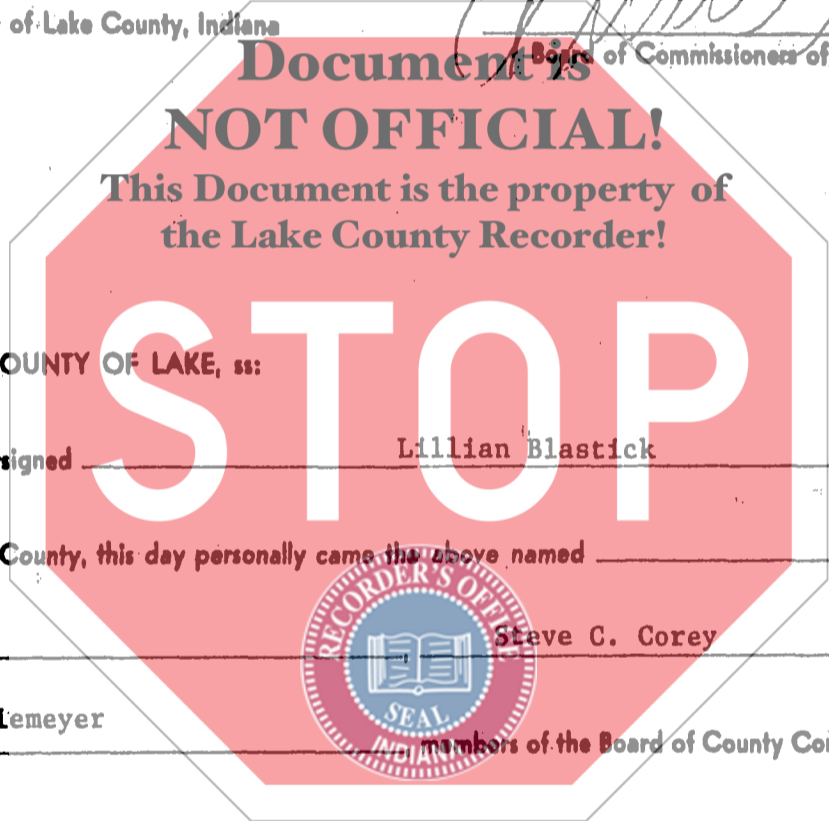 of Lake County, Indiana
Board of Commissioners of
Document is
NOT OFFICIAL!
This Document is the property of
the Lake County Recorder!
STOP
OUNTY OF LAKE, ss:
signed Lillian Blastick
County, this day personally came the above named
RECORDER'S OFFICE
Steve C. Corey
SEAL
emeyer
INDIANA
members of the Board of County